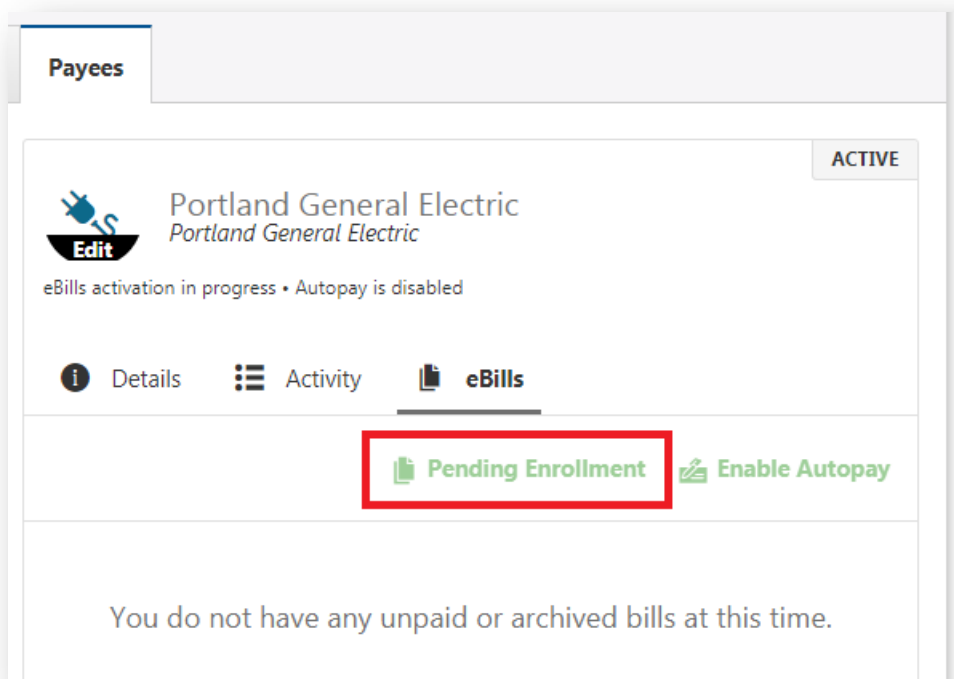 Payees
ACTIVE
Portland General Electric
Portland General Electric
Edit
eBills activation in progress • Autopay is disabled
Details Activity eBills
Pending Enrollment Enable Autopay
You do not have any unpaid or archived bills at this time.